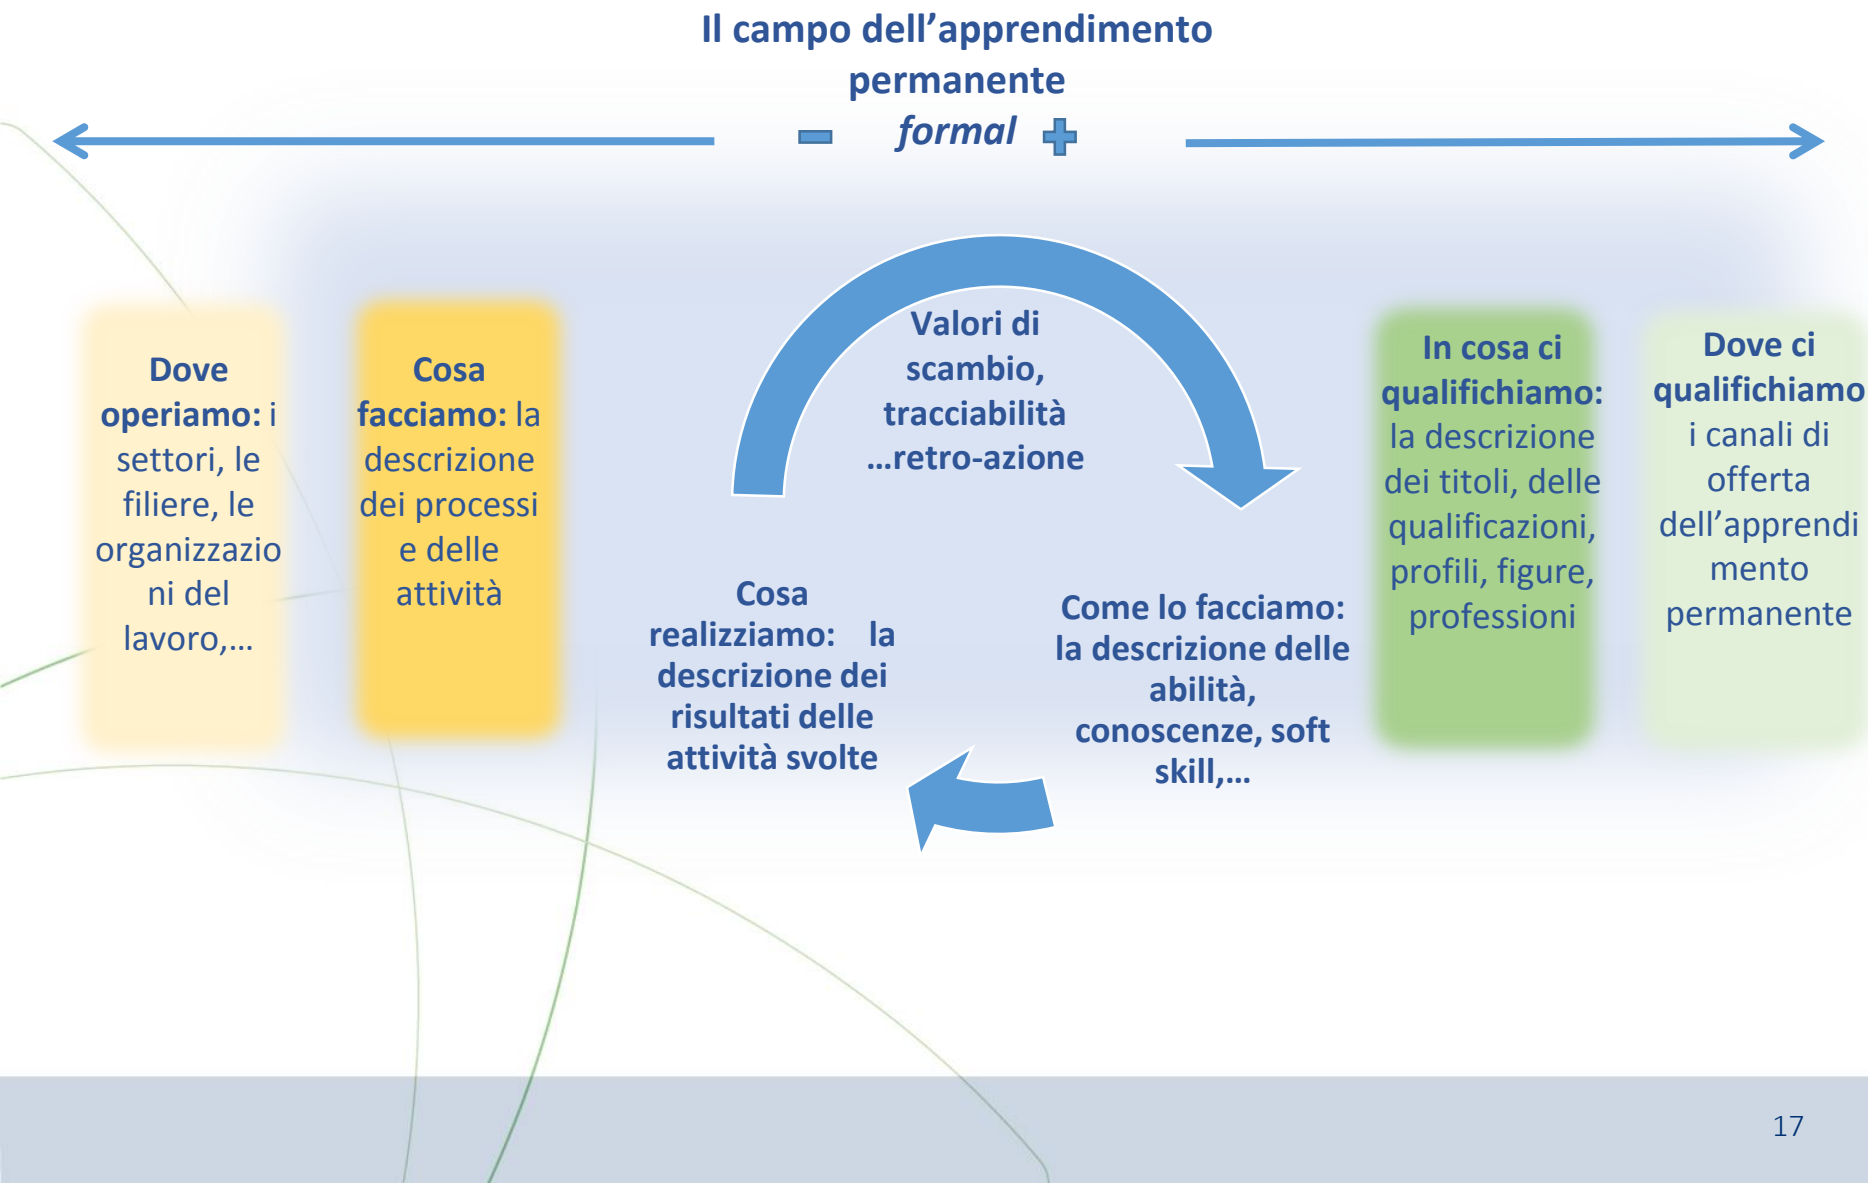 Il campo dell’apprendimento
permanente
formal
Dove
operiamo: i
settori, le
filiere, le
organizzazio
ni del
lavoro,...
Cosa
facciamo: la
descrizione
dei processi
e delle
attività
Valori di
scambio,
tracciabilità
...retro-azione
Cosa
realizziamo: la
descrizione dei
risultati delle
attività svolte
Come lo facciamo:
la descrizione delle
abilità,
conoscenze, soft
skill,...
In cosa ci
qualifichiamo:
la descrizione
dei titoli, delle
qualificazioni,
profili, figure,
professioni
Dove ci
qualifichiamo
i canali di
offerta
dell’apprendi
mento
permanente
17